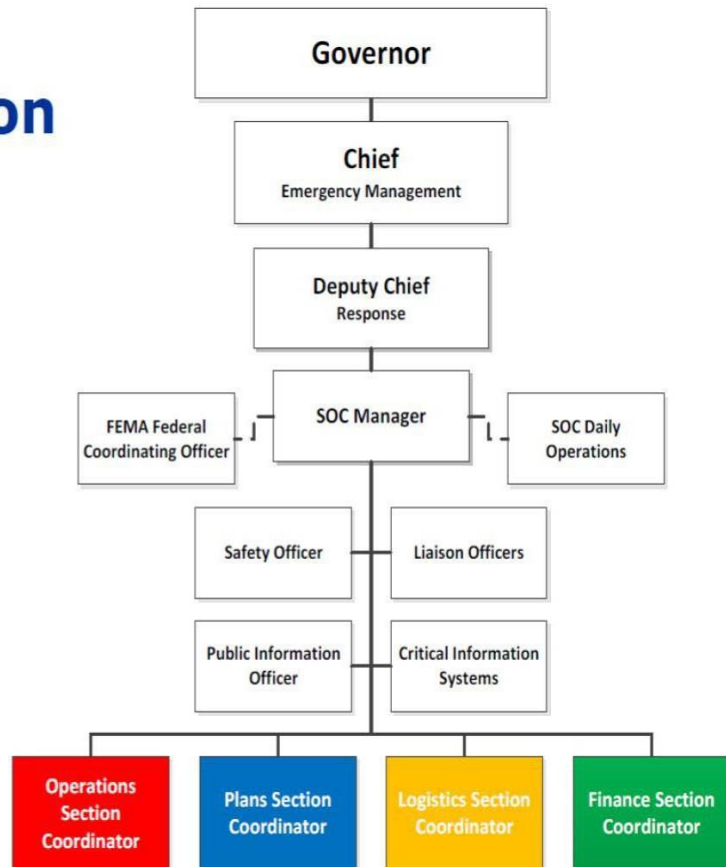 on
Governor
Chief
Emergency Management
Deputy Chief
Response
FEMA Federal
Coordinating Officer
SOC Manager
SOC Daily
Operations
Safety Officer
Liaison Officers
Public Information
Officer
Critical Information
Systems
Operations
Section
Coordinator
Plans Section
Coordinator
Logistics Section
Coordinator
Finance Section
Coordinator